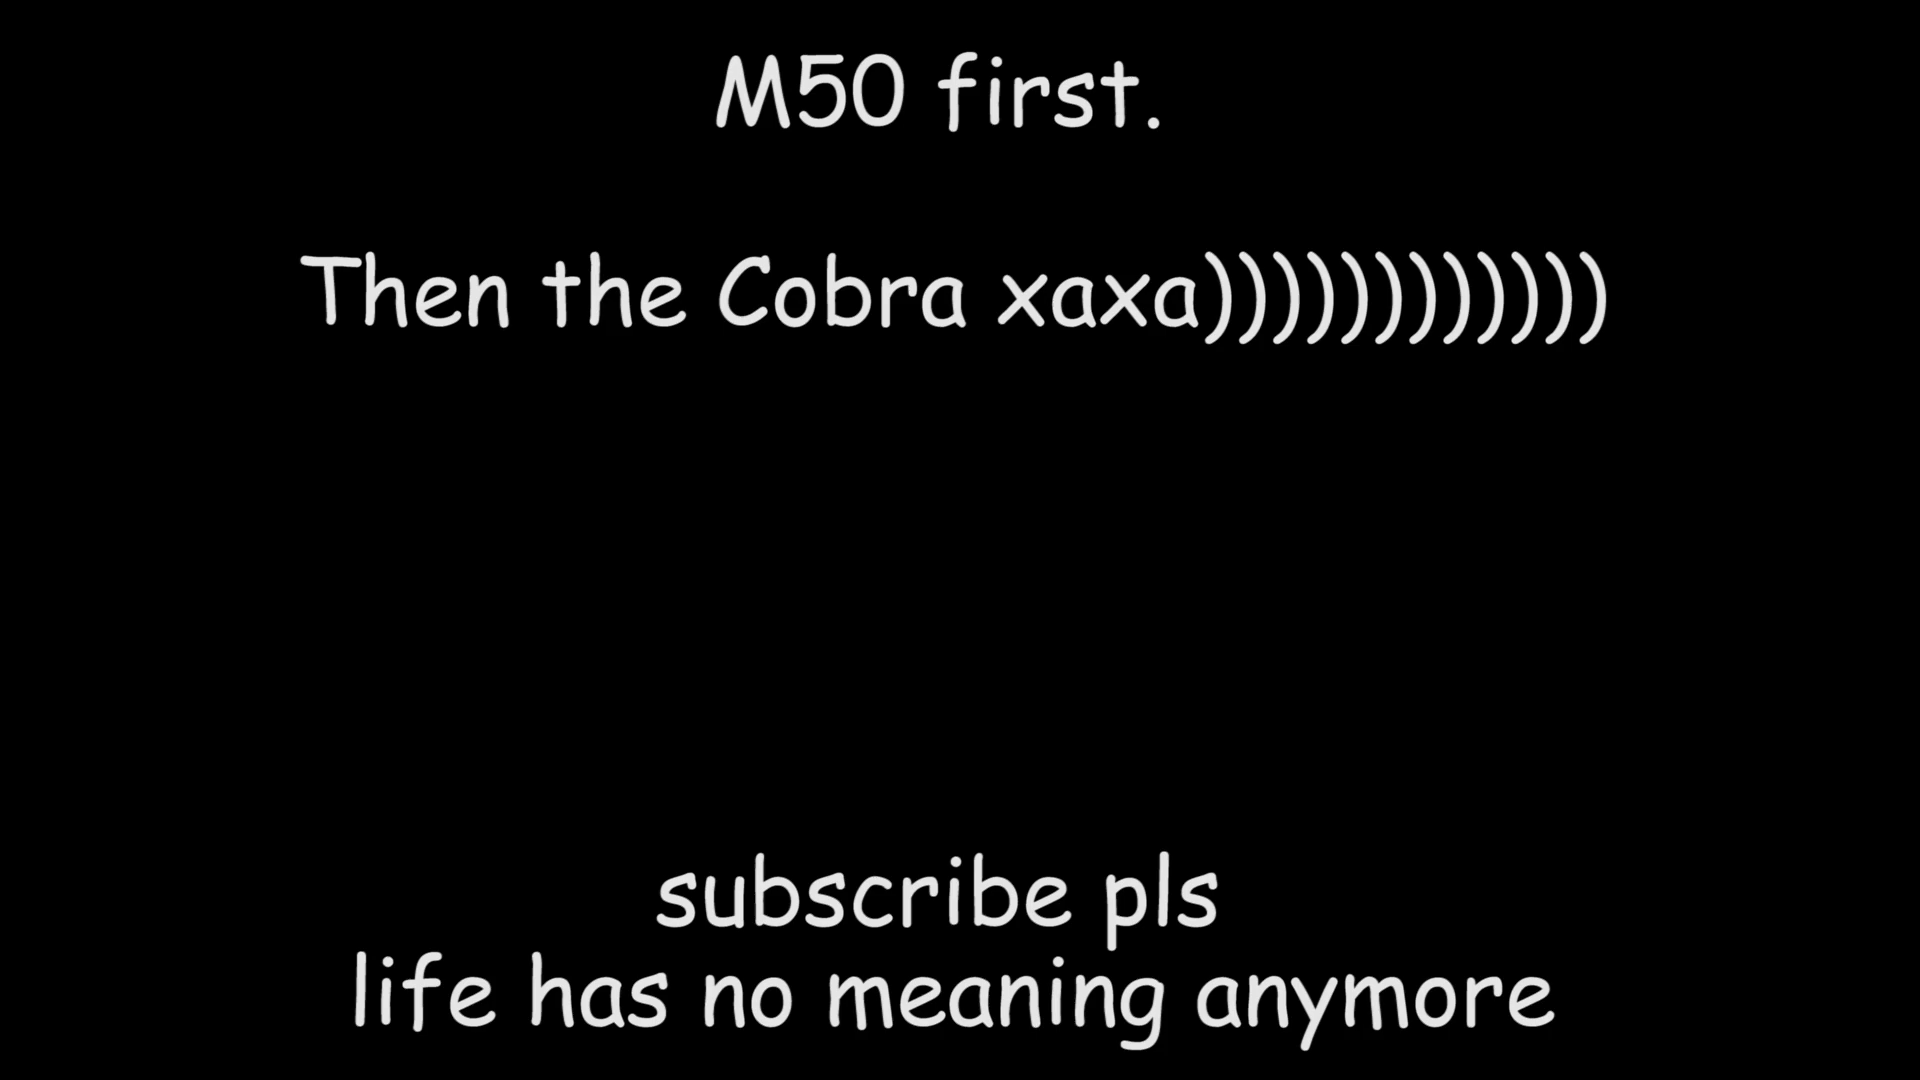 M50 first.
Then the Cobra xaxa))))))))))))
subscribe pls
life has no meaning anymore